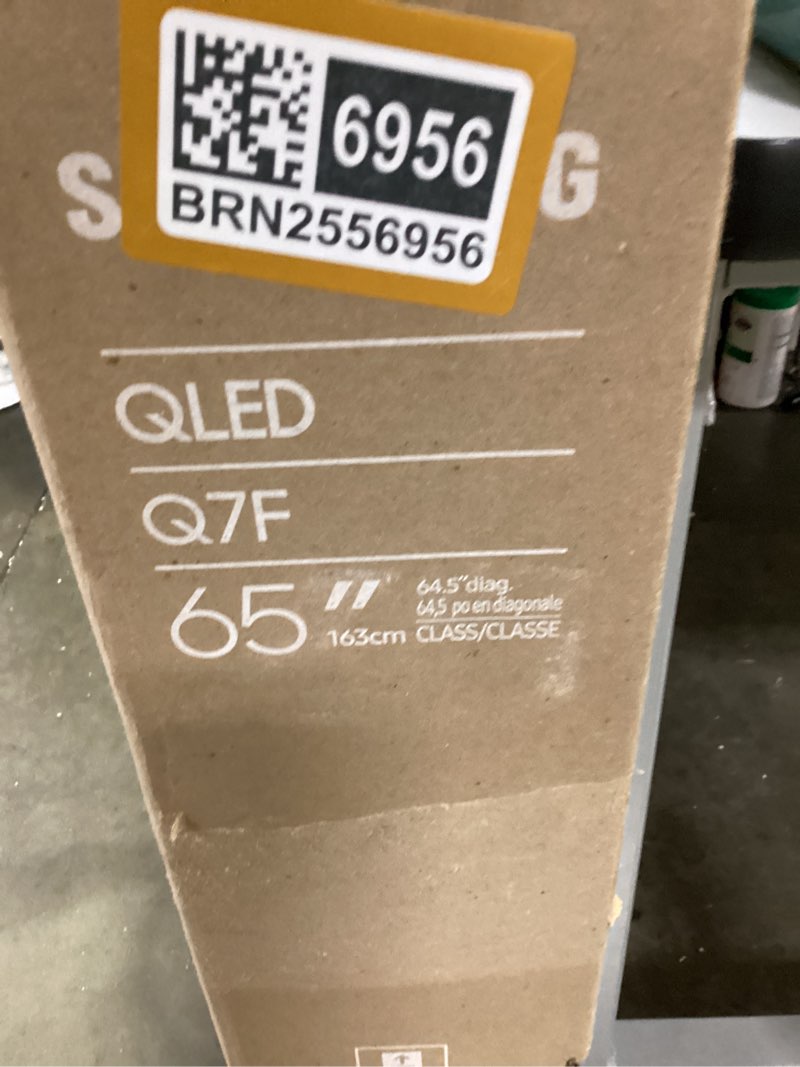 6956
BRN2556956
S G
QLED
Q7F
65"
163cm
64.5"diag.
64,5 po en diagonale
CLASS/CLASSE